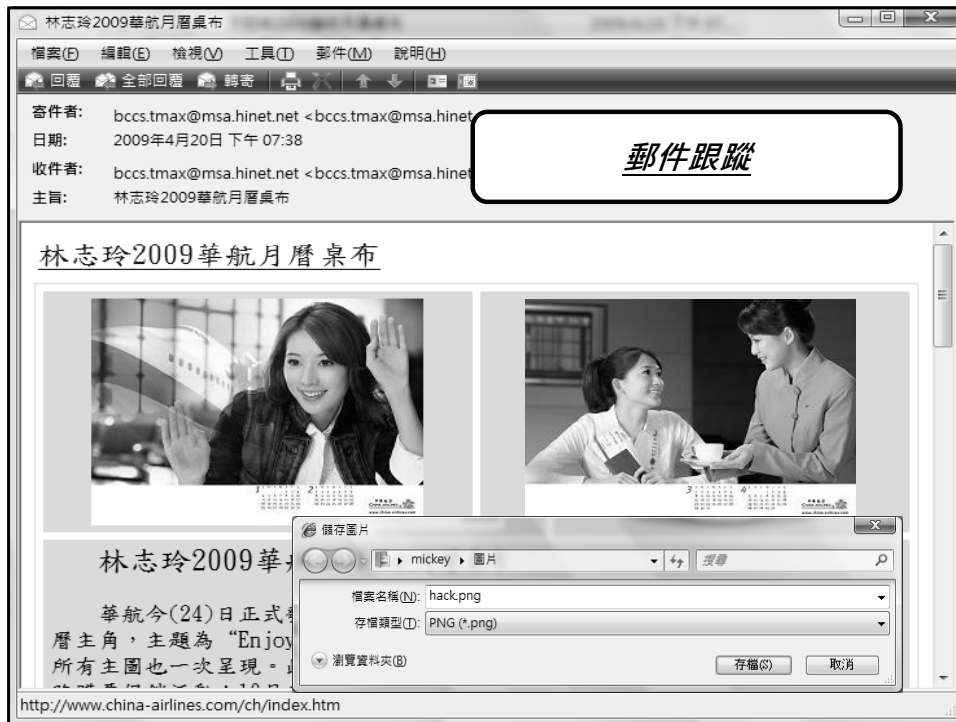 林志玲2009華航月曆桌布
檔案(F) 編輯(E) 檢視(V) 工具(T) 郵件(M) 說明(H)
回覆 全部回覆 轉寄
寄件者: bccs.tmax@msa.hinet.net <bccs.tmax@msa.hinet
日期: 2009年4月20日 下午 07:38
收件者: bccs.tmax@msa.hinet.net <bccs.tmax@msa.hinet
主旨: 林志玲2009華航月曆桌布
郵件跟蹤
林志玲2009華航月曆桌布
1 2
3 4
林志玲2009華
華航今(24)日正式
曆主角,主題為“Enjoy
所有主圖也一次呈現。
儲存圖片
mickey 圖片
搜尋
檔案名稱(N): hack.png
存檔類型(T): PNG (*.png)
瀏覽資料夾(B)
存檔(S) 取消
http://www.china-airlines.com/ch/index.htm